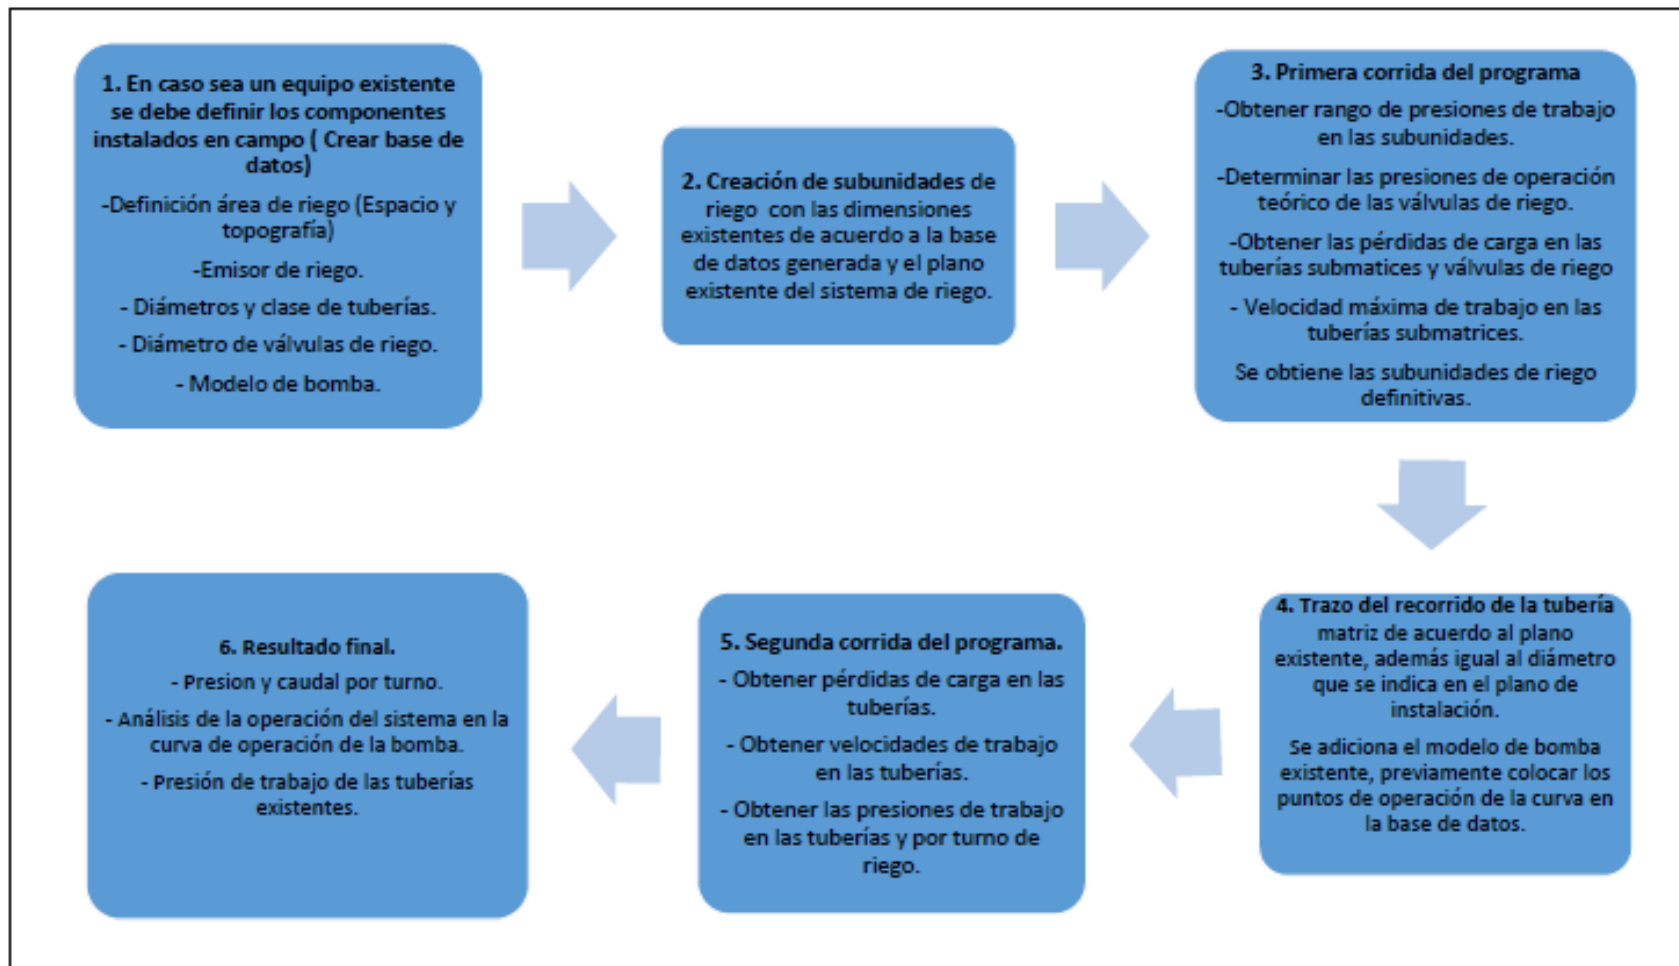 1. En caso sea un equipo existente
se debe definir los componentes
instalados en campo ( Crear base de
datos)
-Definición área de riego (Espacio y
topografía)
-Emisor de riego.
- Diámetros y clase de tuberías.
- Diámetro de válvulas de riego.
- Modelo de bomba.
2. Creación de subunidades de
riego con las dimensiones
existentes de acuerdo a la base
de datos generada y el plano
existente del sistema de riego.
3. Primera corrida del programa
-Obtener rango de presiones de trabajo
en las subunidades.
-Determinar las presiones de operación
teórico de las válvulas de riego.
-Obtener las pérdidas de carga en las
tuberías submatices y válvulas de riego
- Velocidad máxima de trabajo en las
tuberías submatrices.
Se obtiene las subunidades de riego
definitivas.
4. Trazo del recorrido de la tubería
matriz de acuerdo al plano
existente, además igual al diámetro
que se indica en el plano de
instalación.
Se adiciona el modelo de bomba
existente, previamente colocar los
puntos de operación de la curva en
la base de datos.
5. Segunda corrida del programa.
- Obtener pérdidas de carga en las
tuberías.
- Obtener velocidades de trabajo
en las tuberías.
- Obtener las presiones de trabajo
en las tuberías y por turno de
riego.
6. Resultado final.
- Presion y caudal por turno.
- Análisis de la operación del sistema en la
curva de operación de la bomba.
- Presión de trabajo de las tuberías
existentes.